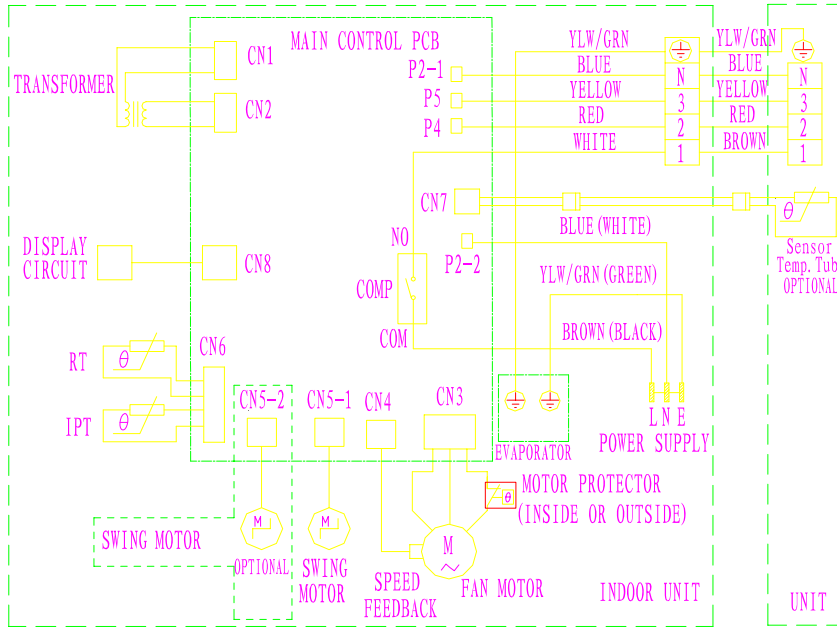 MAIN CONTROL PCB
CN1
TRANSFORMER
CN2
P2-1
P5
P4
YLW/GRN
BLUE
YELLOW
RED
WHITE
N
3
2
1
YLW/GRN
BLUE
YELLOW
RED
BROWN
N
3
2
1
CN7
BLUE(WHITE)
θ
Sensor
Temp. Tub
OPTIONAL
DISPLAY
CIRCUIT
CN8
NO
COMP
COM
P2-2
YLW/GRN(GREEN)
BROWN(BLACK)
RT
θ
CN6
IPT
θ
CN5-2
CN5-1
CN4
CN3
EVAPORATOR
L N E
POWER SUPPLY
θ
MOTOR PROTECTOR
(INSIDE OR OUTSIDE)
SWING MOTOR
M
OPTIONAL
M
SWING
MOTOR
SPEED
FEEDBACK
M
FAN MOTOR
INDOOR UNIT
UNIT